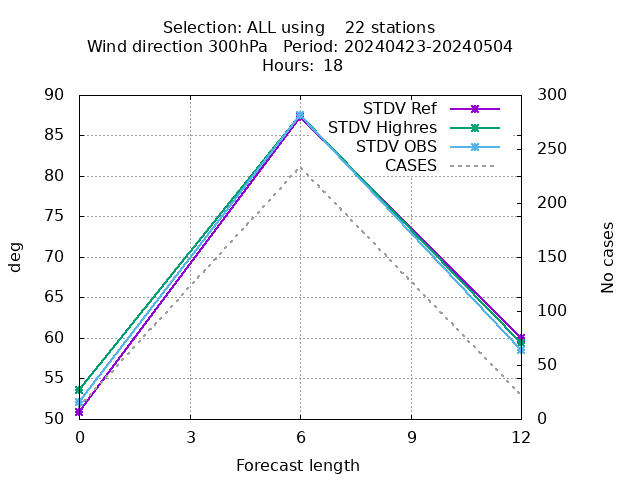 Selection: ALL using    22 stations
Wind direction 300hPa   Period: 20240423-20240504
Hours: 18
STDV Ref
STDV Highres
STDV OBS
CASES
90
85
80
75
70
65
60
55
50
deg
300
250
200
150
100
50
0
No cases
0 3 6 9 12
Forecast length